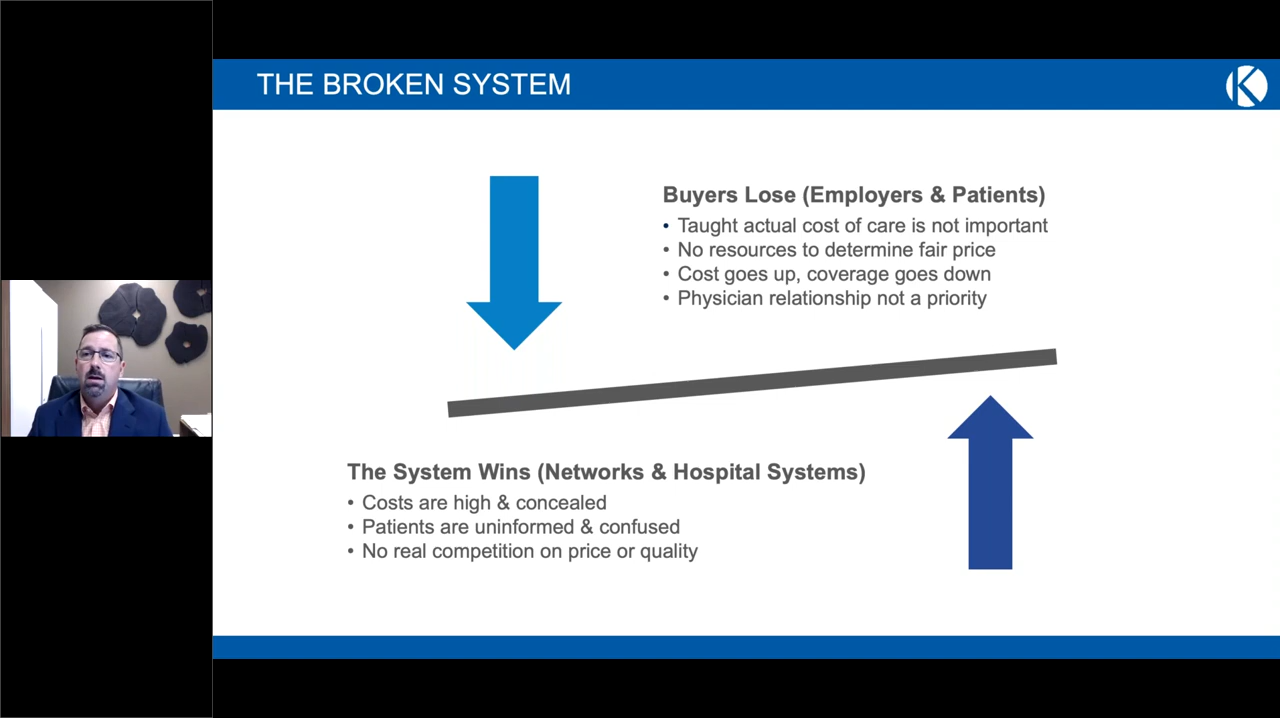 THE BROKEN SYSTEM
K
Buyers Lose (Employers & Patients)
• Taught actual cost of care is not important
• No resources to determine fair price
• Cost goes up, coverage goes down
• Physician relationship not a priority
The System Wins (Networks & Hospital Systems)
• Costs are high & concealed
• Patients are uninformed & confused
• No real competition on price or quality